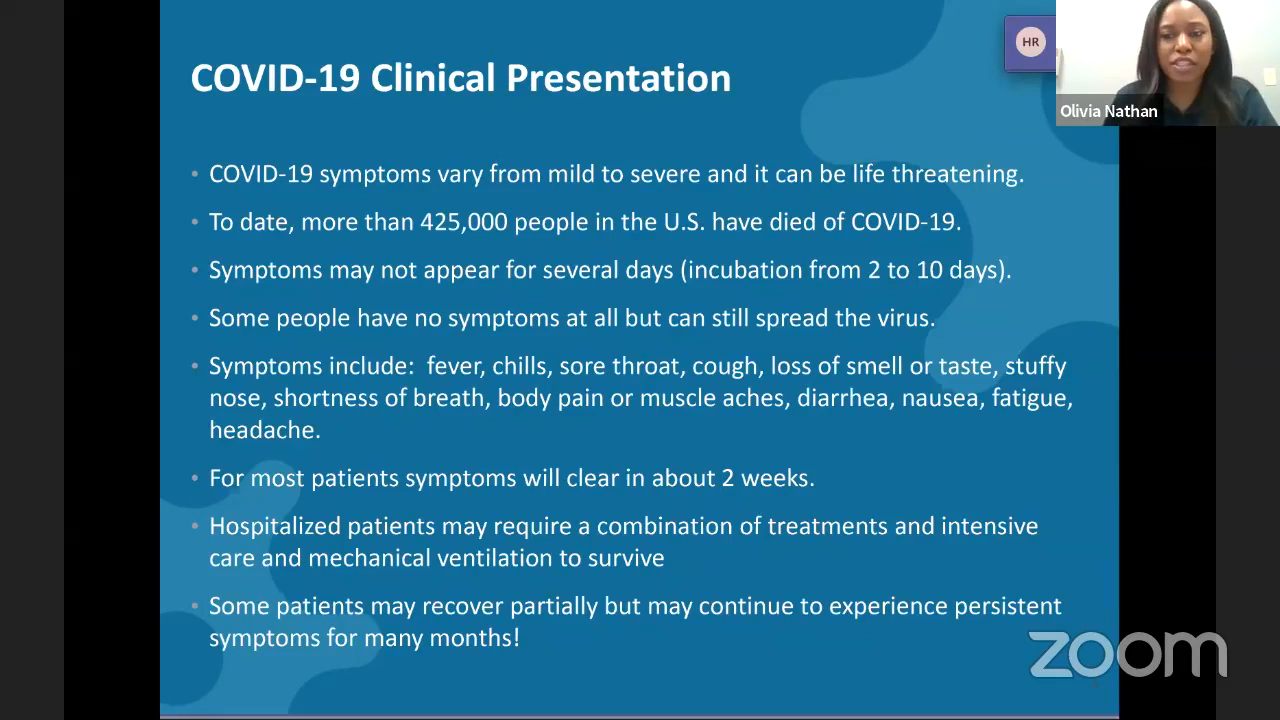 HR
Olivia Nathan
COVID-19 Clinical Presentation
• COVID-19 symptoms vary from mild to severe and it can be life threatening.
• To date, more than 425,000 people in the U.S. have died of COVID-19.
• Symptoms may not appear for several days (incubation from 2 to 10 days).
• Some people have no symptoms at all but can still spread the virus.
• Symptoms include:  fever, chills, sore throat, cough, loss of smell or taste, stuffy
nose, shortness of breath, body pain or muscle aches, diarrhea, nausea, fatigue,
headache.
• For most patients symptoms will clear in about 2 weeks.
• Hospitalized patients may require a combination of treatments and intensive
care and mechanical ventilation to survive
• Some patients may recover partially but may continue to experience persistent
symptoms for many months!
zoom